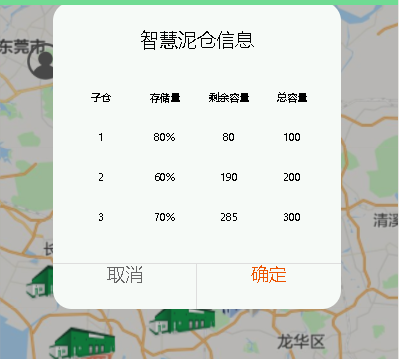 东莞市
智慧泥仓信息
子仓 存储量 剩余容量 总容量
1 80% 80 100
2 60% 190 200
3 70% 285 300
清溪
长
取消 确定
龙华区